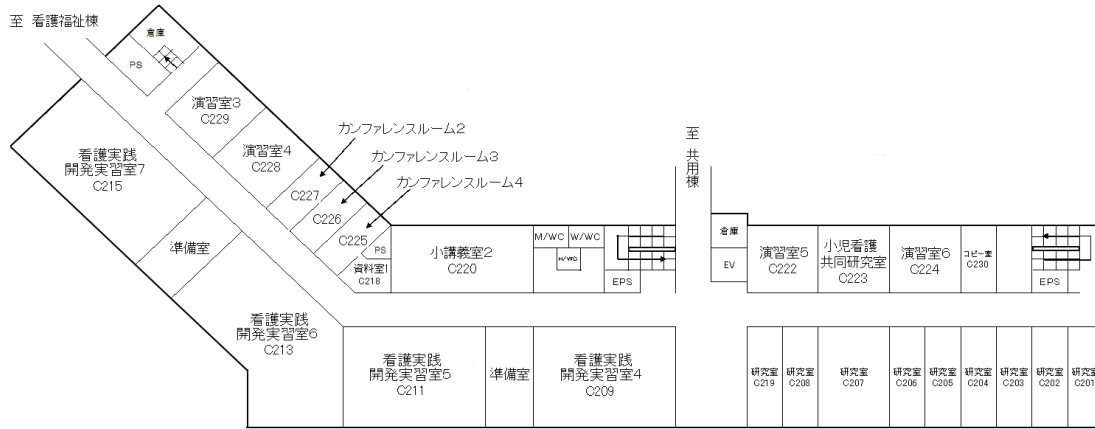 至 看護福祉棟
倉庫
PS
演習室3
C229
演習室4
C228
カンファレンスルーム2
カンファレンスルーム3
カンファレンスルーム4
C227
C226
C225
PS
資料室1
C218
看護実践
開発実習室7
C215
準備室
看護実践
開発実習室6
C213
至 共用棟
小講義室2
C220
M/WC
W/WC
H/WC
EPS
倉庫
EV
演習室5
C222
小児看護
共同研究室
C223
演習室6
C224
コピー室
C230
EPS
看護実践
開発実習室5
C211
準備室
看護実践
開発実習室4
C209
研究室
C219
研究室
C208
研究室
C207
研究室
C206
研究室
C205
研究室
C204
研究室
C203
研究室
C202
研究室
C201